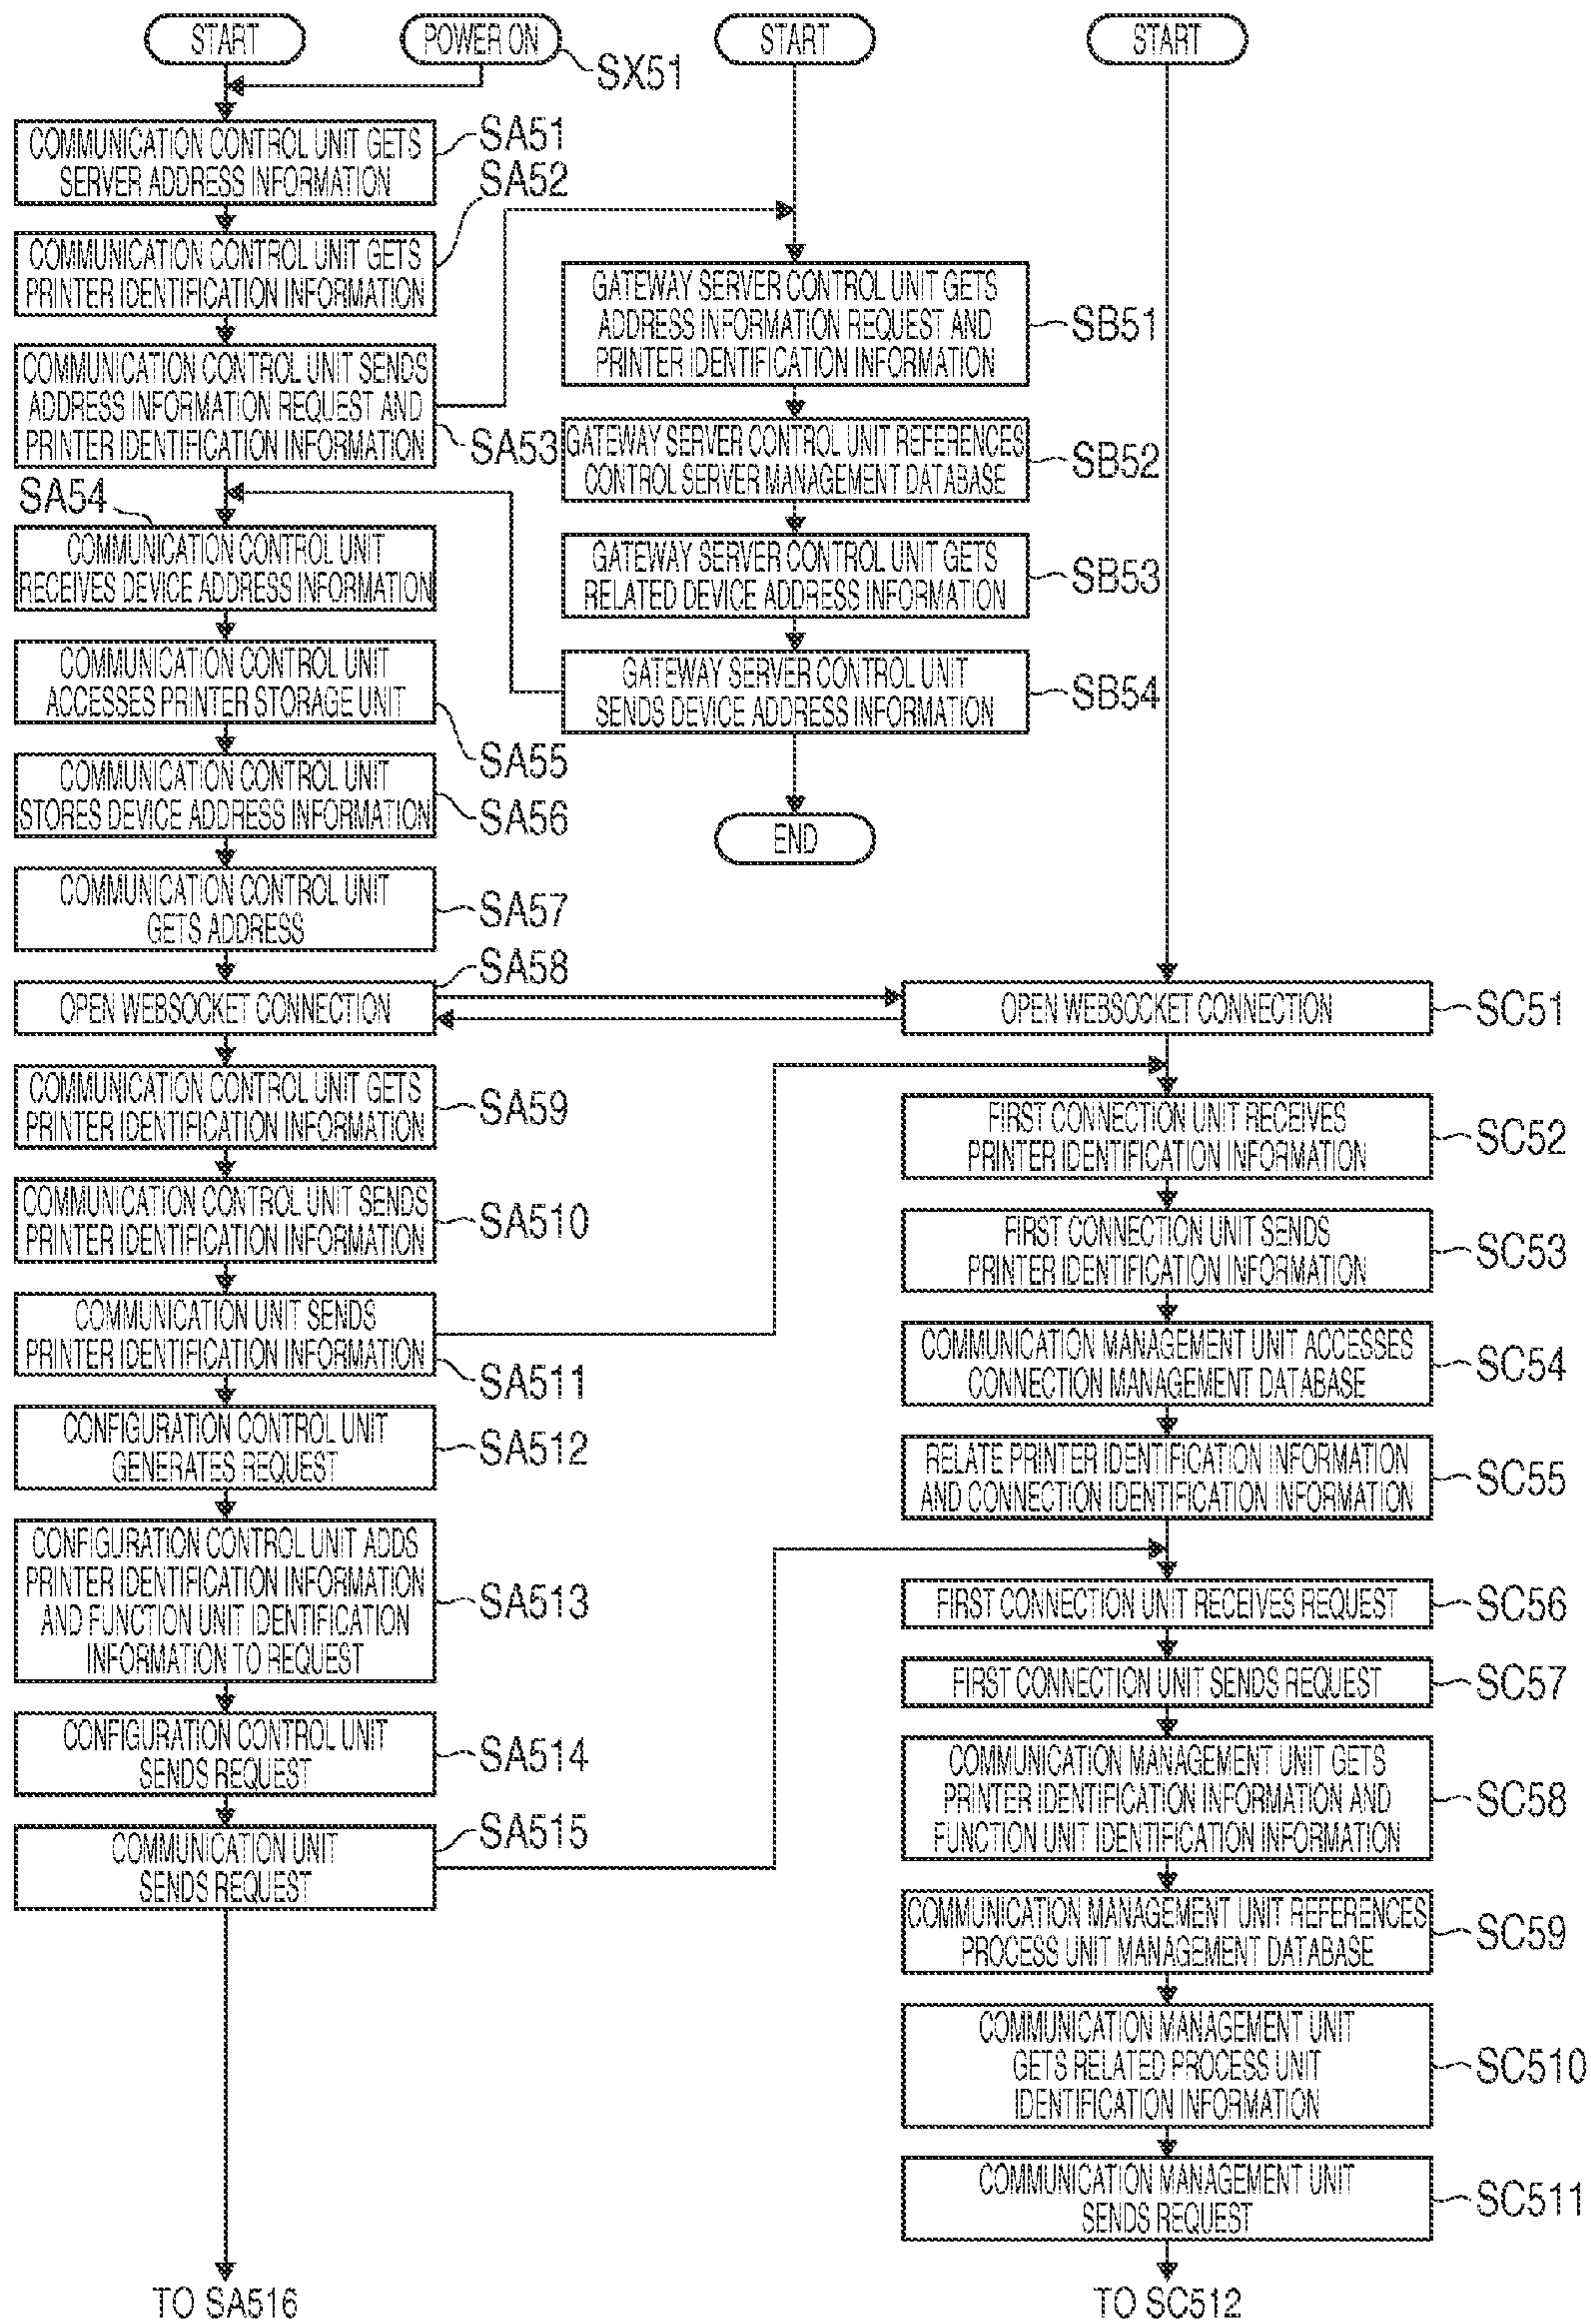 START
POWER ON
SX51
COMMUNICATION CONTROL UNIT GETS
SERVER ADDRESS INFORMATION
SA51
COMMUNICATION CONTROL UNIT GETS
PRINTER IDENTIFICATION INFORMATION
SA52
COMMUNICATION CONTROL UNIT SENDS
ADDRESS INFORMATION REQUEST AND
PRINTER IDENTIFICATION INFORMATION
SA53
SA54
COMMUNICATION CONTROL UNIT
RECEIVES DEVICE ADDRESS INFORMATION
COMMUNICATION CONTROL UNIT
ACCESSES PRINTER STORAGE UNIT
SA55
COMMUNICATION CONTROL UNIT
STORES DEVICE ADDRESS INFORMATION
SA56
COMMUNICATION CONTROL UNIT
GETS ADDRESS
SA57
OPEN WEBSOCKET CONNECTION
SA58
COMMUNICATION CONTROL UNIT GETS
PRINTER IDENTIFICATION INFORMATION
SA59
COMMUNICATION CONTROL UNIT SENDS
PRINTER IDENTIFICATION INFORMATION
SA510
COMMUNICATION UNIT SENDS
PRINTER IDENTIFICATION INFORMATION
SA511
CONFIGURATION CONTROL UNIT
GENERATES REQUEST
SA512
CONFIGURATION CONTROL UNIT ADDS
PRINTER IDENTIFICATION INFORMATION
AND FUNCTION UNIT IDENTIFICATION
INFORMATION TO REQUEST
SA513
CONFIGURATION CONTROL UNIT
SENDS REQUEST
SA514
COMMUNICATION UNIT
SENDS REQUEST
SA515
TO SA516
START
GATEWAY SERVER CONTROL UNIT GETS
ADDRESS INFORMATION REQUEST AND
PRINTER IDENTIFICATION INFORMATION
SB51
GATEWAY SERVER CONTROL UNIT REFERENCES
CONTROL SERVER MANAGEMENT DATABASE
SB52
GATEWAY SERVER CONTROL UNIT GETS
RELATED DEVICE ADDRESS INFORMATION
SB53
GATEWAY SERVER CONTROL UNIT
SENDS DEVICE ADDRESS INFORMATION
SB54
END
START
OPEN WEBSOCKET CONNECTION
SC51
FIRST CONNECTION UNIT RECEIVES
PRINTER IDENTIFICATION INFORMATION
SC52
FIRST CONNECTION UNIT SENDS
PRINTER IDENTIFICATION INFORMATION
SC53
COMMUNICATION MANAGEMENT UNIT ACCESSES
CONNECTION MANAGEMENT DATABASE
SC54
RELATE PRINTER IDENTIFICATION INFORMATION
AND CONNECTION IDENTIFICATION INFORMATION
SC55
FIRST CONNECTION UNIT RECEIVES REQUEST
SC56
FIRST CONNECTION UNIT SENDS REQUEST
SC57
COMMUNICATION MANAGEMENT UNIT GETS
PRINTER IDENTIFICATION INFORMATION AND
FUNCTION UNIT IDENTIFICATION INFORMATION
SC58
COMMUNICATION MANAGEMENT UNIT REFERENCES
PROCESS UNIT MANAGEMENT DATABASE
SC59
COMMUNICATION MANAGEMENT UNIT
GETS RELATED PROCESS UNIT
IDENTIFICATION INFORMATION
SC510
COMMUNICATION MANAGEMENT UNIT
SENDS REQUEST
SC511
TO SC512